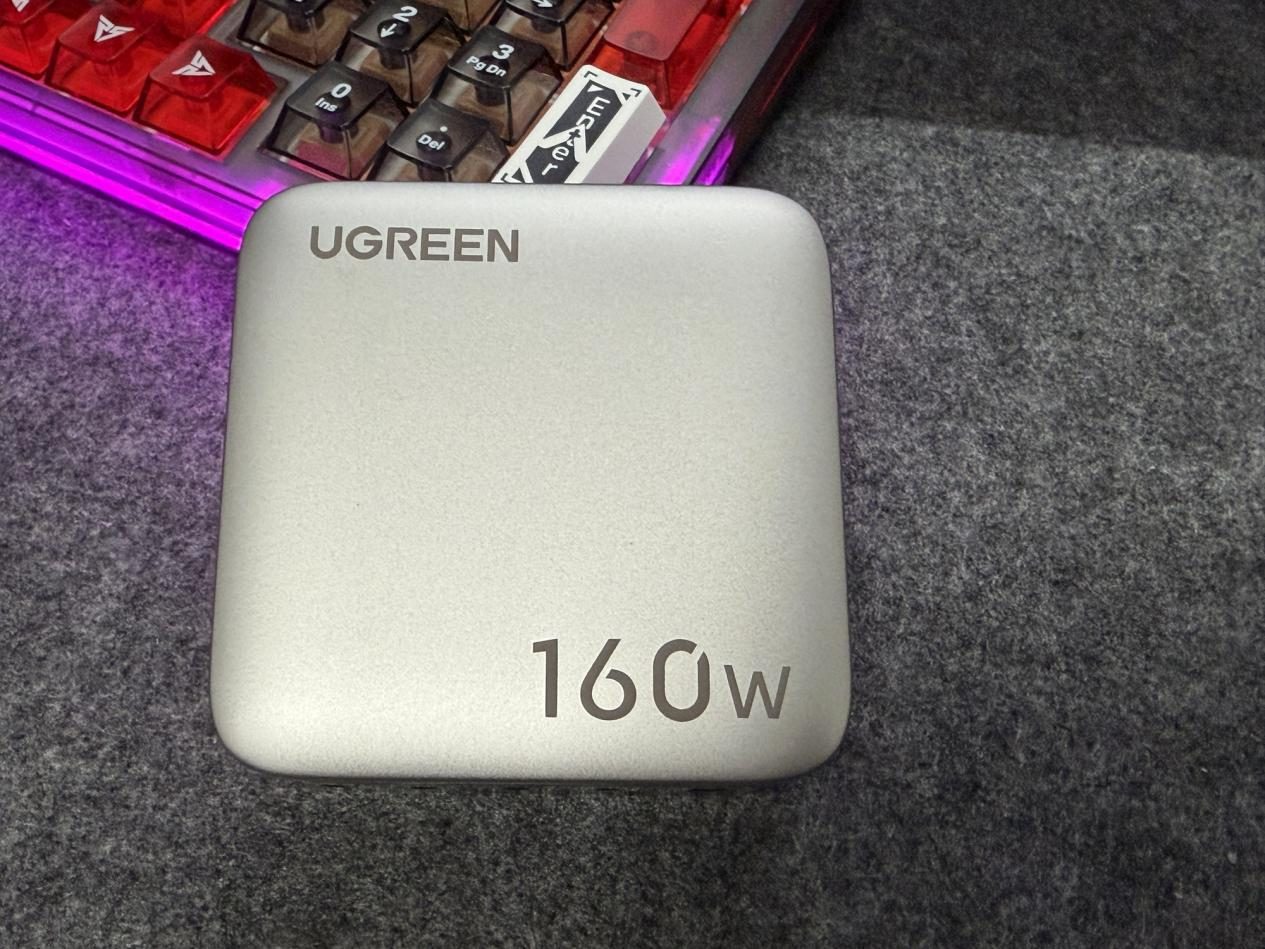 2
↓
3
Pg Dn
0
Ins
.
Del
Enter
UGREEN
160w